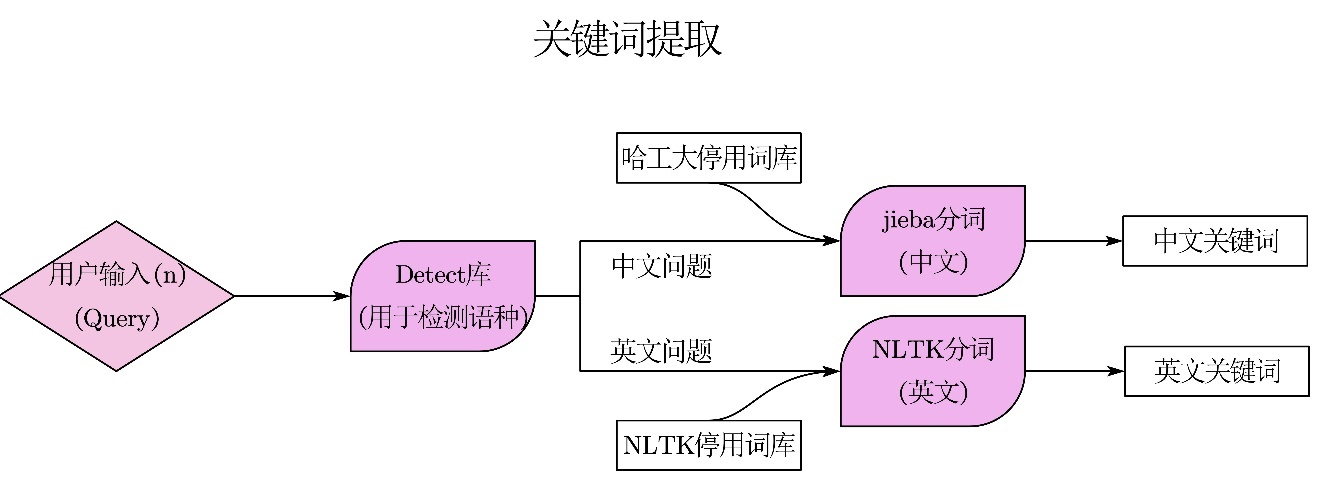 关键词提取
哈工大停用词库
jieba分词
(中文)
中文关键词
用户输入(n)
(Query)
Detect库
(用于检测语种)
中文问题
英文问题
NLTK分词
(英文)
英文关键词
NLTK停用词库